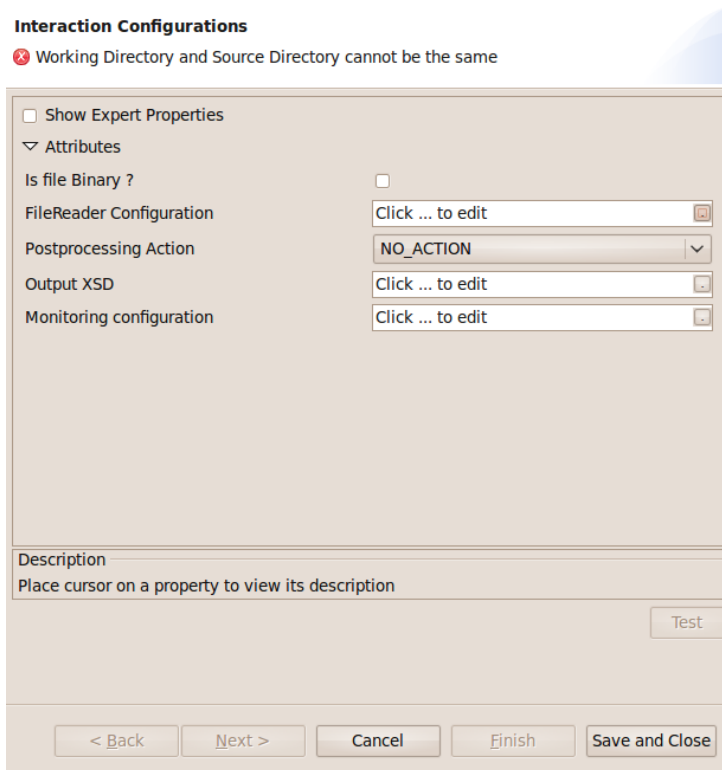 Interaction Configurations
Working Directory and Source Directory cannot be the same
Show Expert Properties
Attributes
Is file Binary ?
FileReader Configuration Click ... to edit
Postprocessing Action NO_ACTION
Output XSD Click ... to edit
Monitoring configuration Click ... to edit
Description
Place cursor on a property to view its description
Test
< Back Next > Cancel Finish Save and Close